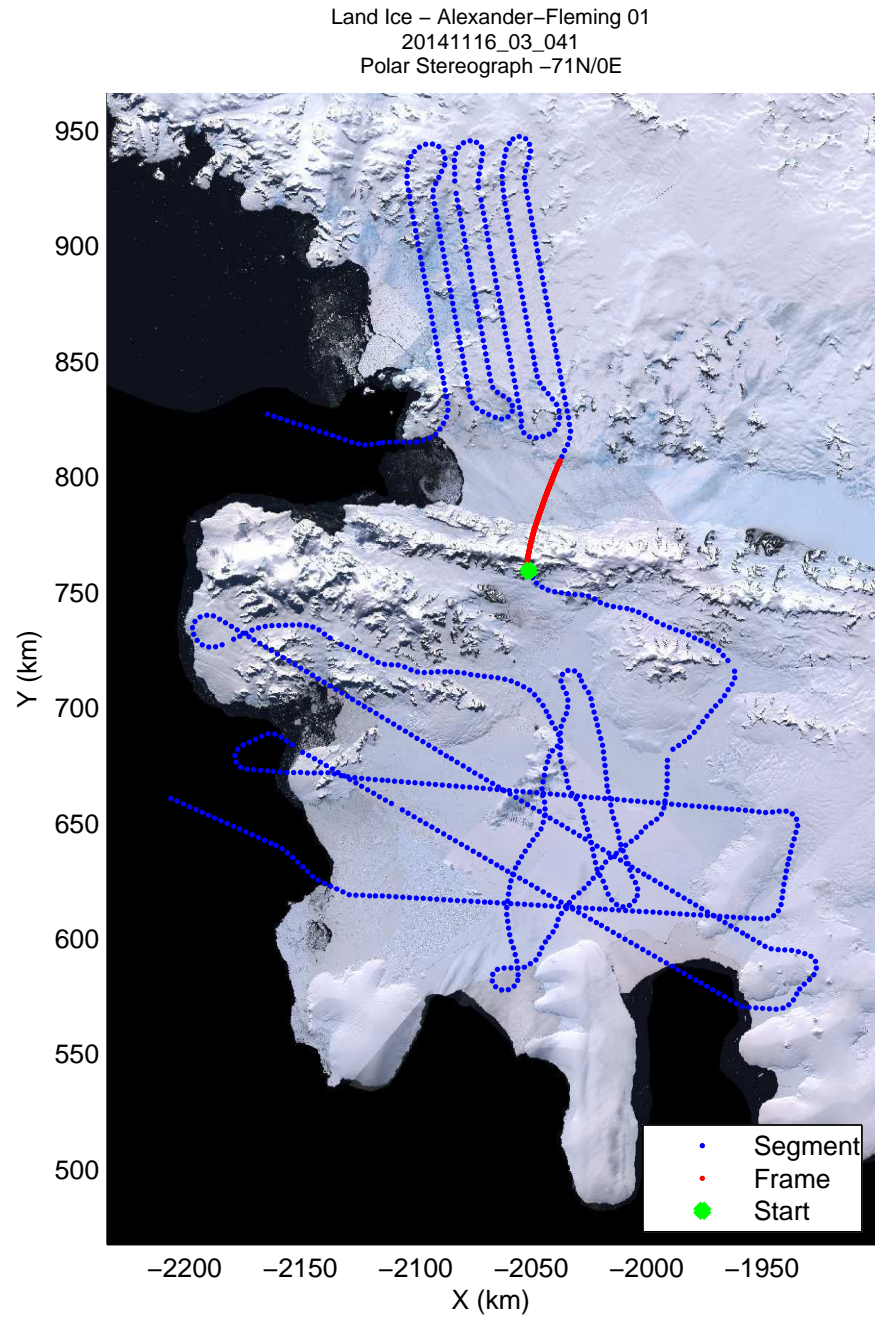 Land Ice − Alexander−Fleming 01
20141116_03_041
Polar Stereograph −71N/0E
950
900
850
800
750
700
650
600
550
500
Y (km)
−2200 −2150 −2100 −2050 −2000 −1950
X (km)
Segment
Frame
Start